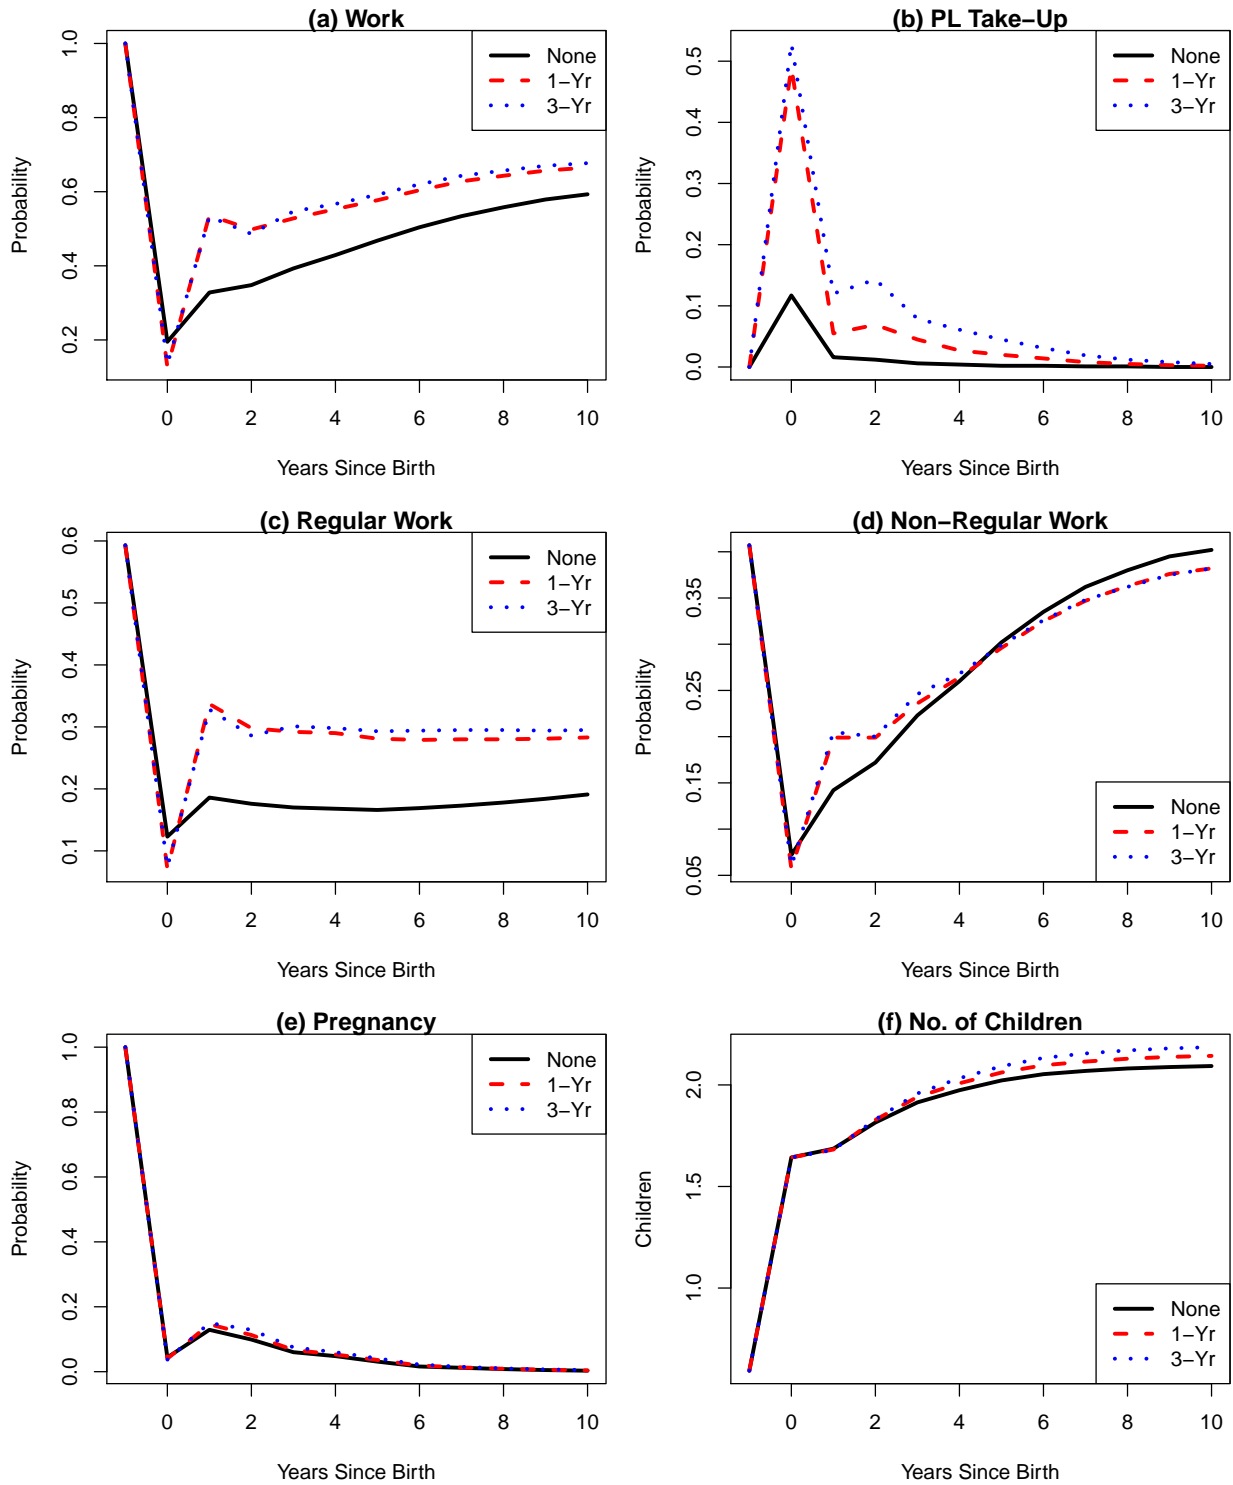 (a) Work
Probability
1.0
0.8
0.6
0.4
0.2
None
1−Yr
3−Yr
0 2 4 6 8 10
Years Since Birth
(b) PL Take−Up
Probability
0.5
0.4
0.3
0.2
0.1
0.0
None
1−Yr
3−Yr
0 2 4 6 8 10
Years Since Birth
(c) Regular Work
Probability
0.6
0.5
0.4
0.3
0.2
0.1
None
1−Yr
3−Yr
0 2 4 6 8 10
Years Since Birth
(d) Non−Regular Work
Probability
0.35
0.25
0.15
0.05
None
1−Yr
3−Yr
0 2 4 6 8 10
Years Since Birth
(e) Pregnancy
Probability
1.0
0.8
0.6
0.4
0.2
0.0
None
1−Yr
3−Yr
0 2 4 6 8 10
Years Since Birth
(f) No. of Children
Children
2.0
1.5
1.0
None
1−Yr
3−Yr
0 2 4 6 8 10
Years Since Birth